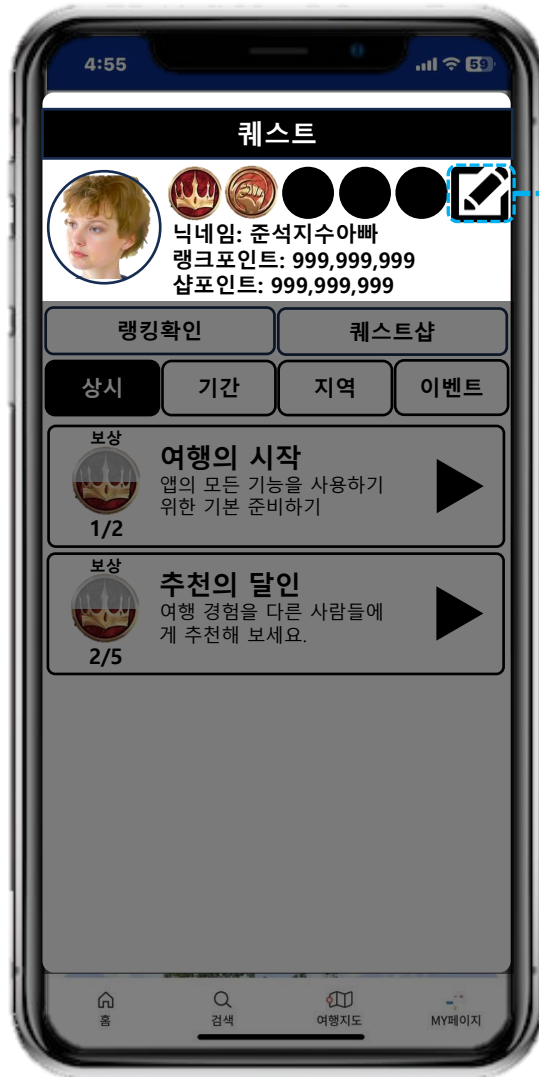 4:55
59
퀘스트
닉네임: 준석지수아빠
랭크포인트: 999,999,999
샵포인트: 999,999,999
랭킹확인
퀘스트샵
상시
기간
지역
이벤트
보상
여행의 시작
앱의 모든 기능을 사용하기
위한 기본 준비하기
1/2
보상
추천의 달인
여행 경험을 다른 사람들에
게 추천해 보세요.
2/5
홈
검색
여행지도
MY페이지